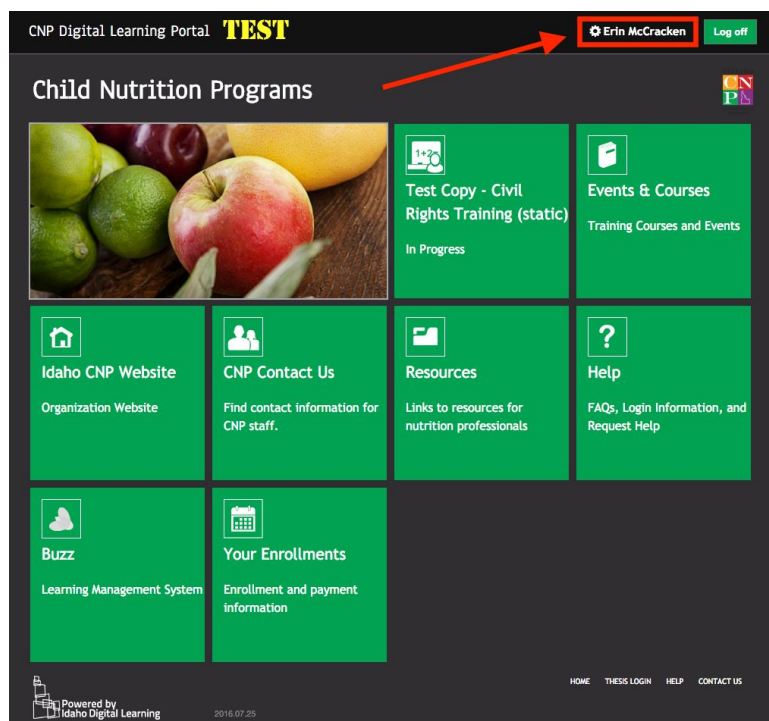 CNP Digital Learning Portal TEST
Erin McCracken
Log off
Child Nutrition Programs
CN
P
1+2
Test Copy - Civil
Rights Training (static)
In Progress
Events & Courses
Training Courses and Events
Idaho CNP Website
Organization Website
CNP Contact Us
Find contact information for
CNP staff.
Resources
Links to resources for
nutrition professionals
?
Help
FAQs, Login Information, and
Request Help
Buzz
Learning Management System
Your Enrollments
Enrollment and payment
information
HOME THESIS LOGIN HELP CONTACT US
Powered by
Idaho Digital Learning
2016.07.25